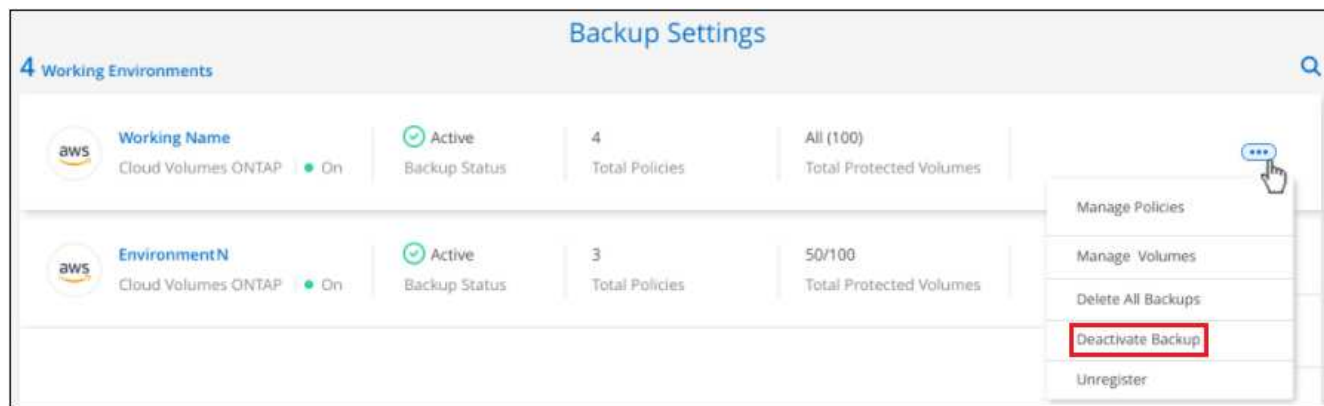 Backup Settings
4 Working Environments
aws
Working Name
Cloud Volumes ONTAP On
Active
Backup Status
4
Total Policies
All (100)
Total Protected Volumes
Manage Policies
Manage Volumes
Delete All Backups
Deactivate Backup
Unregister
aws
EnvironmentN
Cloud Volumes ONTAP On
Active
Backup Status
3
Total Policies
50/100
Total Protected Volumes